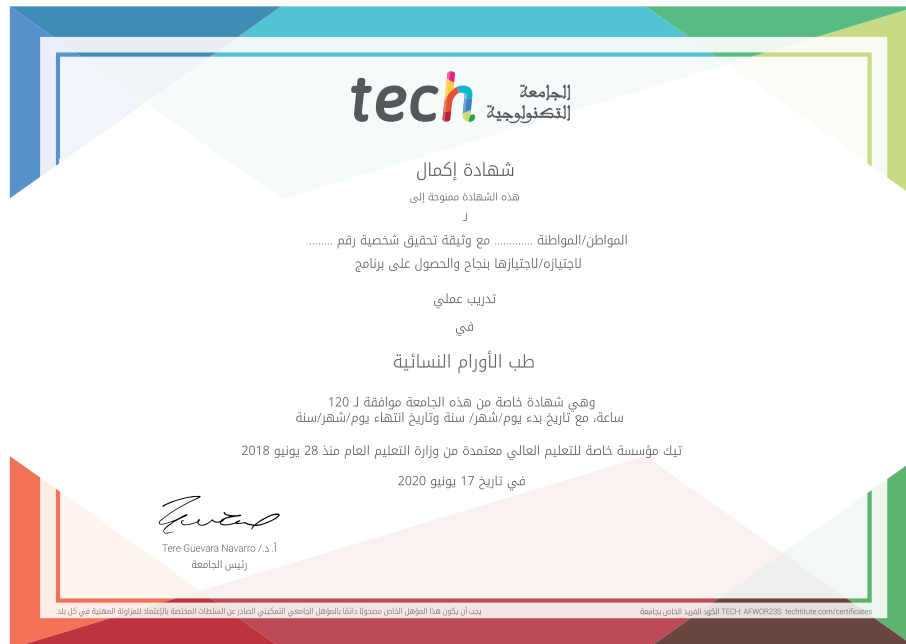 tech الجامعة
التكنولوجية
شهادة إكمال
هذه الشهادة ممنوحة إلى
لـ
المواطن/المواطنة ............. مع وثيقة تحقيق شخصية رقم ........
لاجتيازه/لاجتيازها بنجاح والحصول على برنامج
تدريب عملي
في
طب الأورام النسائية
وهي شهادة خاصة من هذه الجامعة موافقة لـ 120
ساعة، مع تاريخ بدء يوم/شهر/ سنة وتاريخ انتهاء يوم/شهر/سنة
تيك مؤسسة خاصة للتعليم العالي معتمدة من وزارة التعليم العام منذ 28 يونيو 2018
في تاريخ 17 يونيو 2020
أ.د./ Tere Guevara Navarro
رئيس الجامعة
الكود الفريد الخاص بجامعة TECH: AFWOR23S techtitute.com/certificates
يجب أن يكون هذا المؤهل الخاص مصحوبًا دائمًا بالمؤهل الجامعي التمكيني الصادر عن السلطات المختصة بالإعتماد للمزاولة المهنية في كل بلد.